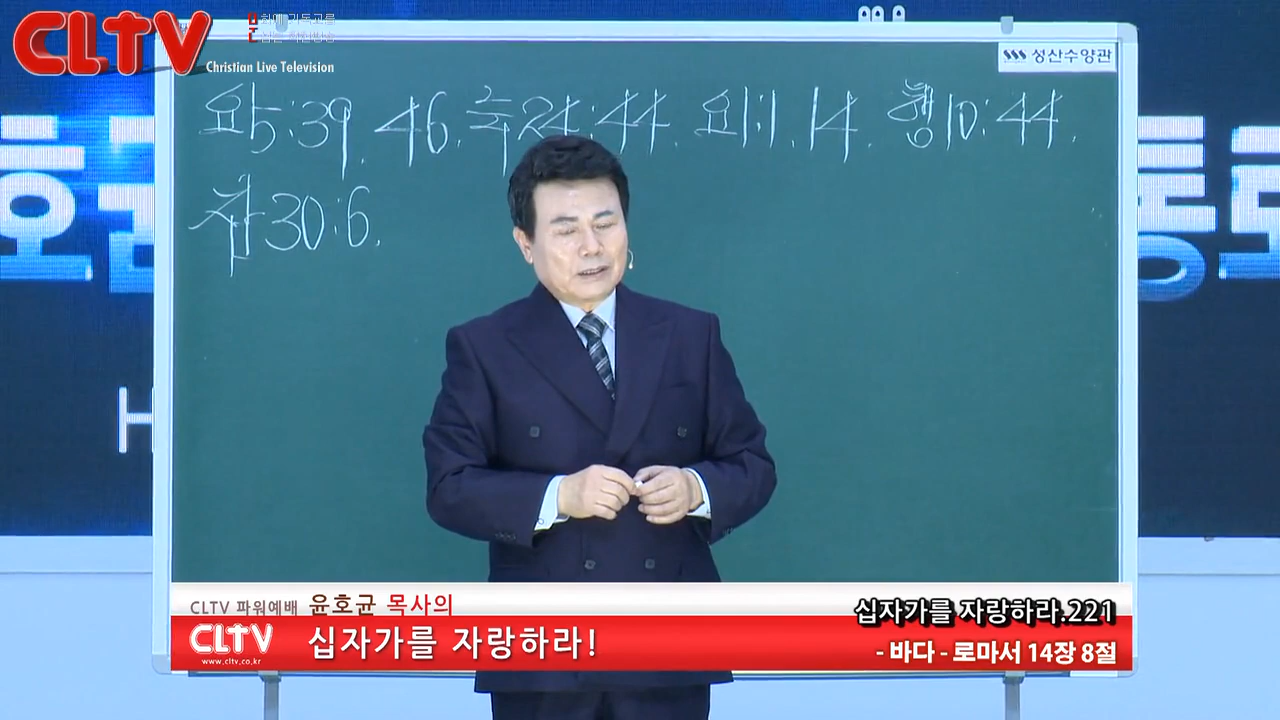 CLTV
Christian Live Television
성산수양관
요5:39. 46. 눅24:44. 요1:1. 14. 행10:44.
잠30:6.
CLTV 파워예배 윤호균 목사의
십자가를 자랑하라.221
CLTV
www.cltv.co.kr
십자가를 자랑하라!
- 바다 - 로마서 14장 8절
H